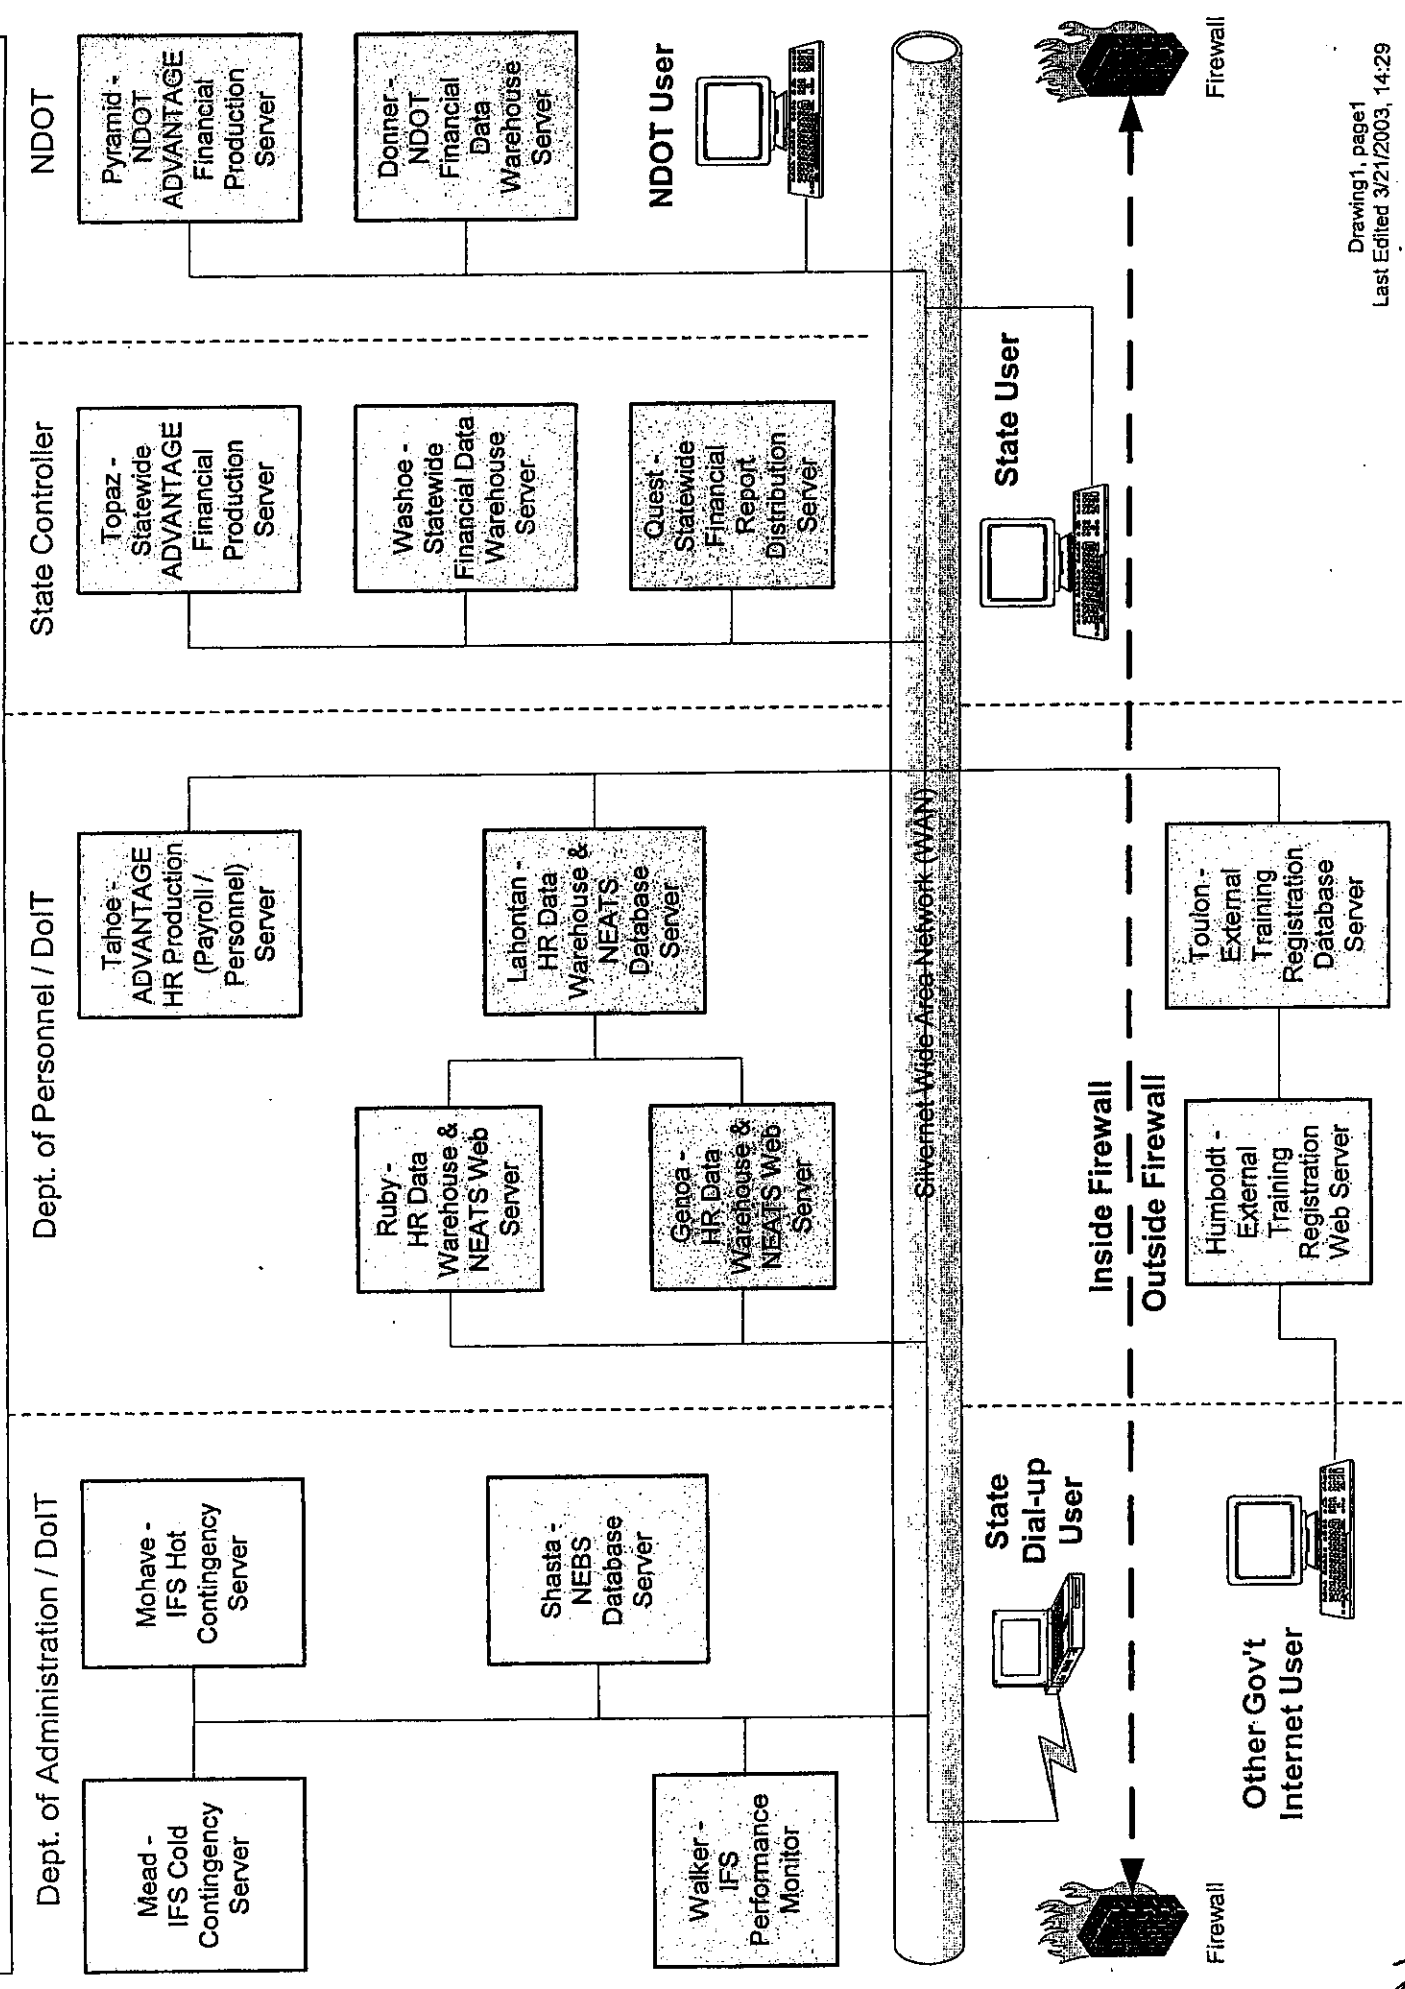 Dept. of Administration / DoIT
Dept. of Personnel / DoIT
State Controller
NDOT
Mead -
IFS Cold
Contingency
Server
Mohave -
IFS Hot
Contingency
Server
Shasta -
NEBS
Database
Server
Walker -
IFS
Performance
Monitor
Tahoe -
ADVANTAGE
HR Production
(Payroll /
Personnel)
Server
Ruby -
HR Data
Warehouse &
NEATS Web
Server
Genoa -
HR Data
Warehouse &
NEATS Web
Server
Lahontan -
HR Data
Warehouse &
NEATS
Database
Server
Topaz -
Statewide
ADVANTAGE
Financial
Production
Server
Washoe -
Statewide
Financial Data
Warehouse
Server
Quest -
Statewide
Financial
Report
Distribution
Server
Pyramid -
NDOT
ADVANTAGE
Financial
Production
Server
Donner -
NDOT
Financial
Data
Warehouse
Server
NDOT User
Silvernet Wide Area Network (WAN)
State
Dial-up
User
State User
Inside Firewall
Outside Firewall
Firewall
Firewall
Other Gov't
Internet User
Humboldt -
External
Training
Registration
Web Server
Toulon -
External
Training
Registration
Database
Server
Drawing1, page1
Last Edited 3/21/2003, 14:29